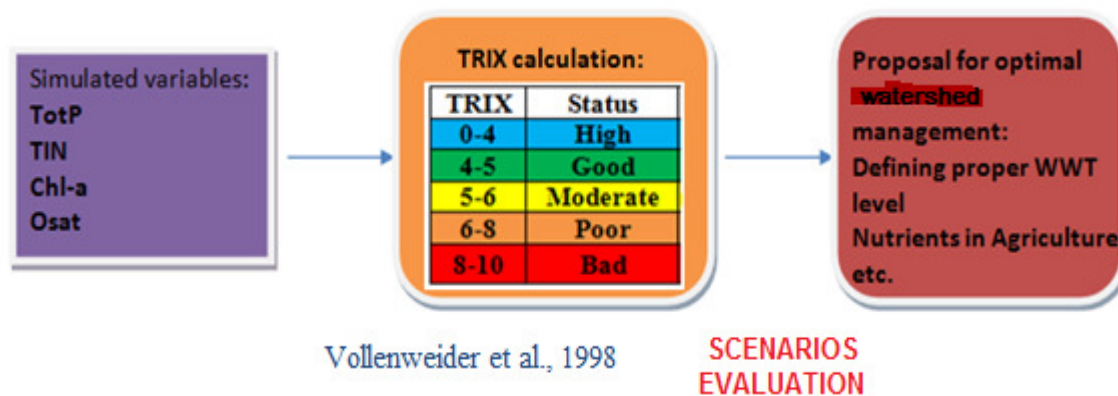 Simulated variables:
TotP
TIN
Chl-a
Osat
TRIX calculation:
TRIX Status
0-4 High
4-5 Good
5-6 Moderate
6-8 Poor
8-10 Bad
Proposal for optimal
watershed
management:
Defining proper WWT
level
Nutrients in Agriculture
etc.
Vollenweider et al., 1998
SCENARIOS
EVALUATION